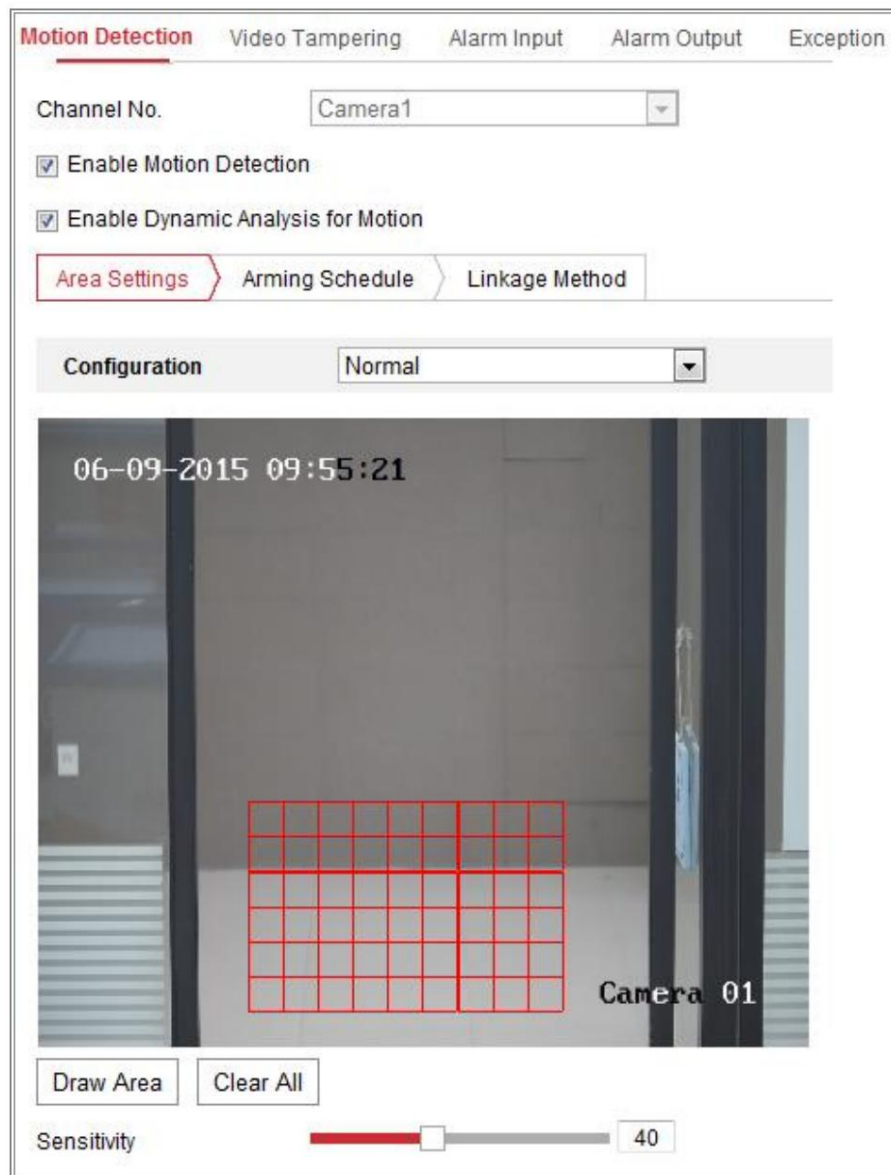 Motion Detection Video Tampering Alarm Input Alarm Output Exception
Channel No. Camera1
Enable Motion Detection
Enable Dynamic Analysis for Motion
Area Settings Arming Schedule Linkage Method
Configuration Normal
06-09-2015 09:55:21
Camera 01
Draw Area Clear All
Sensitivity 40